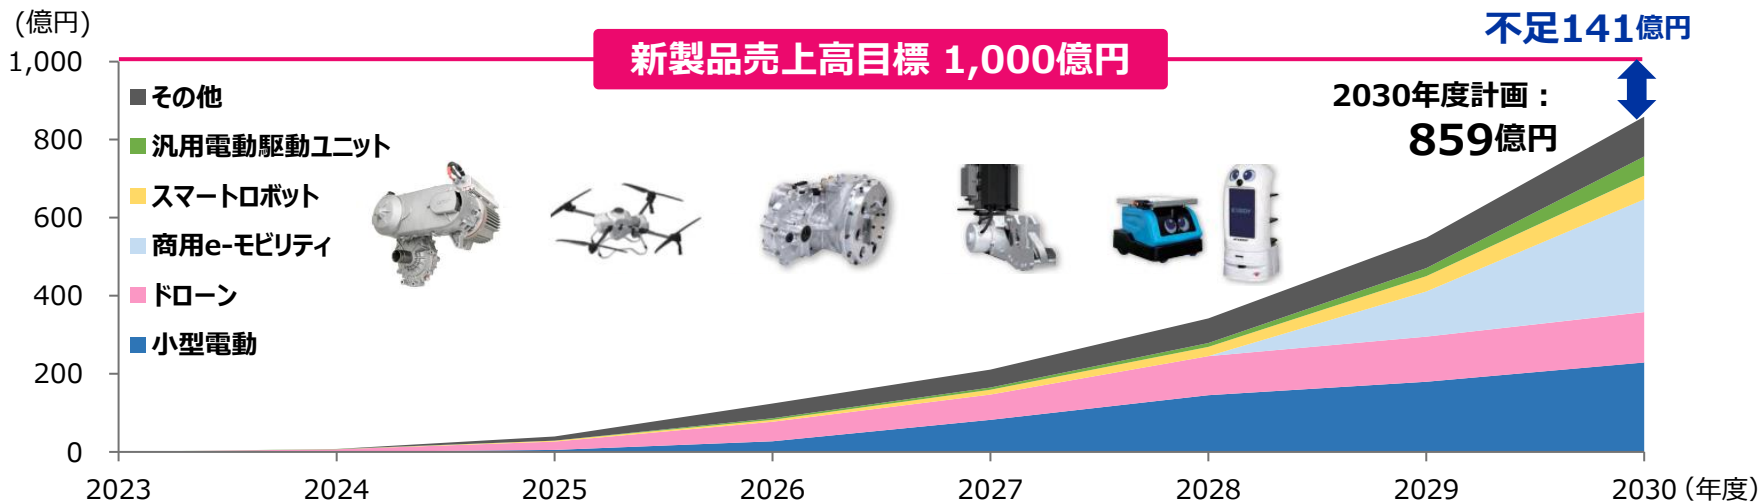 (億円)
不足141億円
新製品売上高目標 1,000億円
1,000
800
600
400
200
0
2030年度計画：
859億円
その他
汎用電動駆動ユニット
スマートロボット
商用e-モビリティ
ドローン
小型電動
2023 2024 2025 2026 2027 2028 2029 2030 (年度)